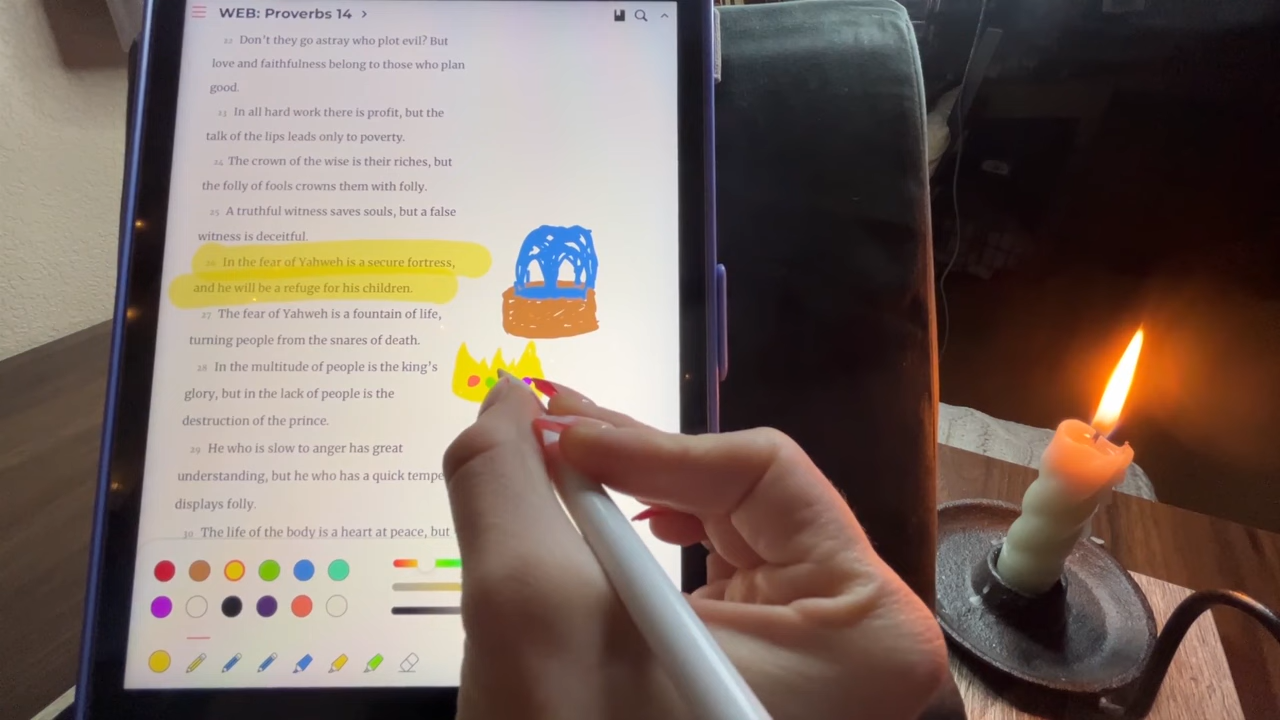 WEB: Proverbs 14 >
22 Don't they go astray who plot evil? But
love and faithfulness belong to those who plan
good.
23 In all hard work there is profit, but the
talk of the lips leads only to poverty.
24 The crown of the wise is their riches, but
the folly of fools crowns them with folly.
25 A truthful witness saves souls, but a false
witness is deceitful.
26 In the fear of Yahweh is a secure fortress,
and he will be a refuge for his children.
27 The fear of Yahweh is a fountain of life,
turning people from the snares of death.
28 In the multitude of people is the king's
glory, but in the lack of people is the
destruction of the prince.
29 He who is slow to anger has great
understanding, but he who has a quick tempe
displays folly.
30 The life of the body is a heart at peace, but